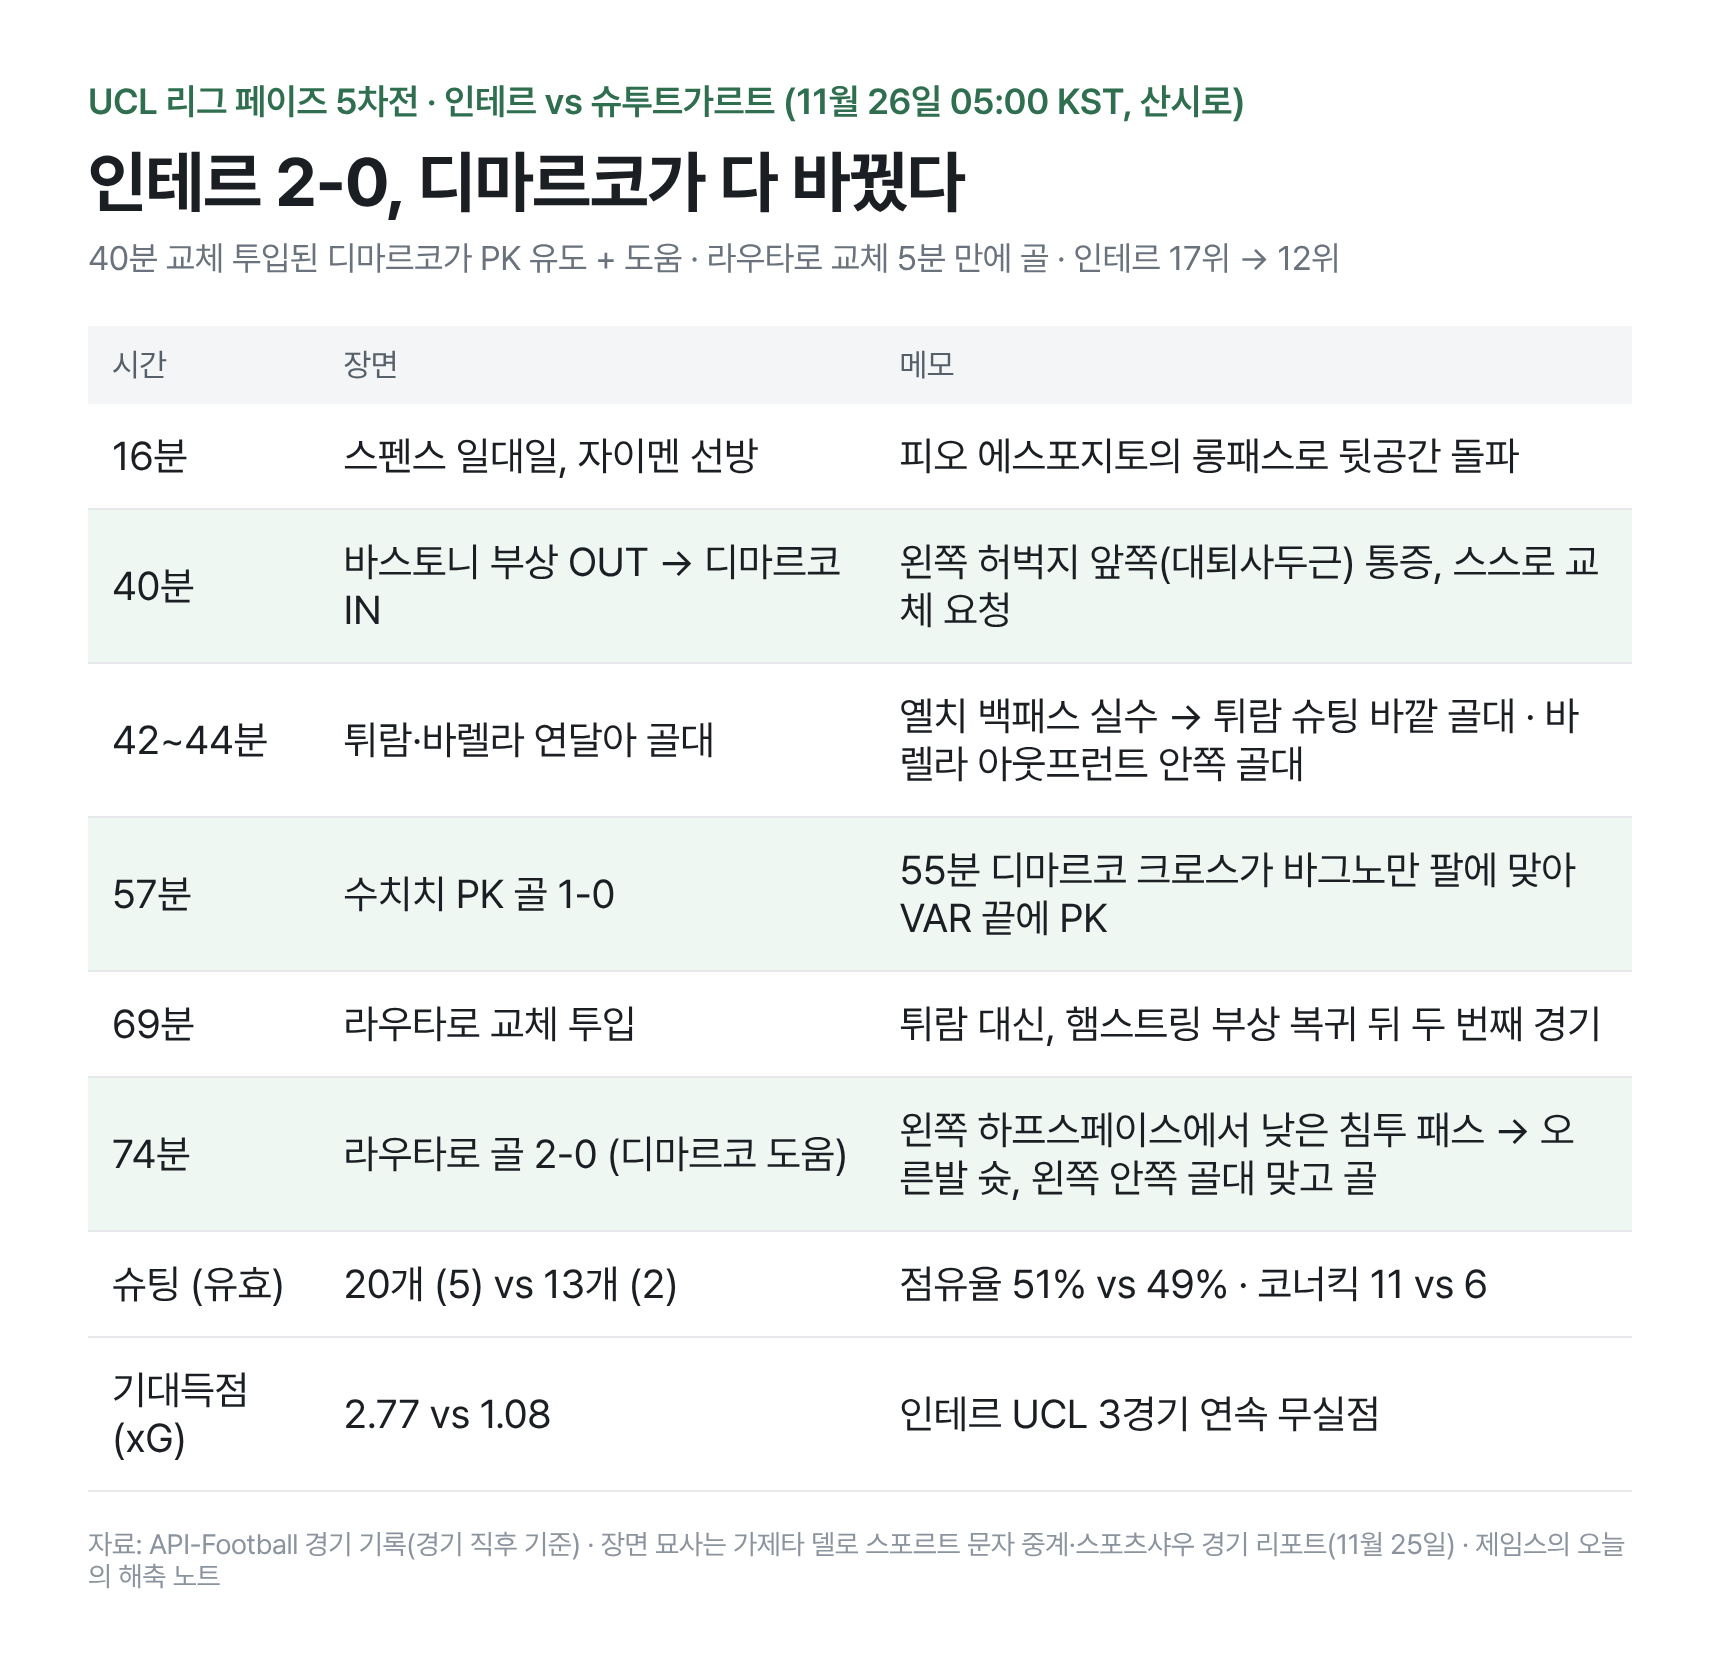 UCL 리그 페이즈 5차전 · 인테르 vs 슈투트가르트 (11월 26일 05:00 KST, 산시로)
인테르 2-0, 디마르코가 다 바꿨다
40분 교체 투입된 디마르코가 PK 유도 + 도움 · 라우타로 교체 5분 만에 골 · 인테르 17위 → 12위
시간 장면 메모
16분 스펜스 일대일, 자이멘 선방 피오 에스포지토의 롱패스로 뒷공간 돌파
40분 바스토니 부상 OUT → 디마르코
IN
왼쪽 허벅지 앞쪽(대퇴사두근) 통증, 스스로 교
체 요청
42~44분 튀람·바렐라 연달아 골대
옐치 백패스 실수 → 튀람 슈팅 바깥 골대 · 바
렐라 아웃프런트 안쪽 골대
57분 수치치 PK 골 1-0
55분 디마르코 크로스가 바그노만 팔에 맞아
VAR 끝에 PK
69분 라우타로 교체 투입 튀람 대신, 햄스트링 부상 복귀 뒤 두 번째 경기
74분 라우타로 골 2-0 (디마르코 도움)
왼쪽 하프스페이스에서 낮은 침투 패스 → 오
른발 슛, 왼쪽 안쪽 골대 맞고 골
슈팅 (유효) 20개 (5) vs 13개 (2) 점유율 51% vs 49% · 코너킥 11 vs 6
기대득점
(xG)
2.77 vs 1.08 인테르 UCL 3경기 연속 무실점
자료: API-Football 경기 기록(경기 직후 기준) · 장면 묘사는 가제타 델로 스포르트 문자 중계·스포츠샤우 경기 리포트(11월 25일) · 제임스의 오늘
의 해축 노트